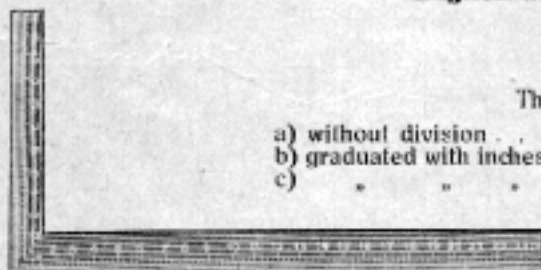 Th
a) without division . .
b) graduated with inches
c) „ „ „